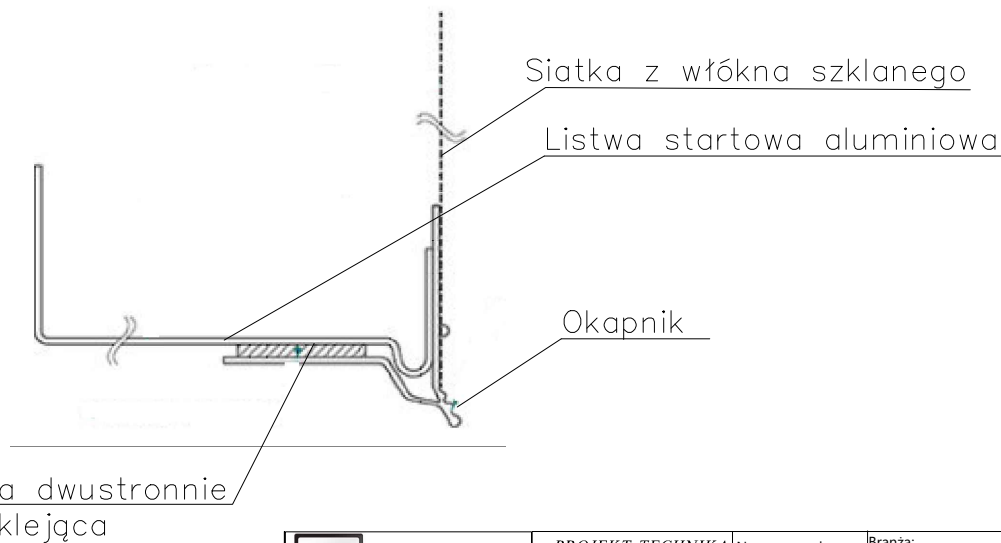 Siatka z włókna szklanego
Listwa startowa aluminiowa
Okapnik
a dwustronnie
klejąca
PROJEKT-TECHNIKA
Branża: